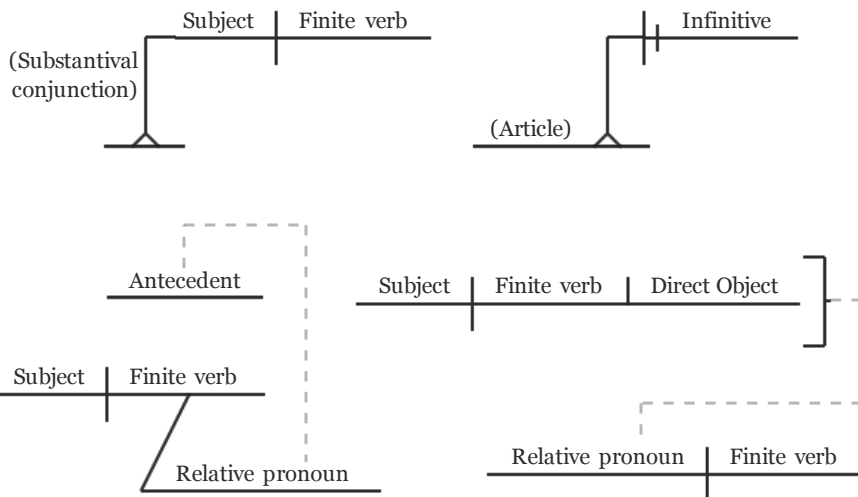 Subject Finite verb
(Substantival
conjunction)
Infinitive
(Article)
Antecedent
Subject Finite verb
Relative pronoun
Subject Finite verb Direct Object
Relative pronoun Finite verb